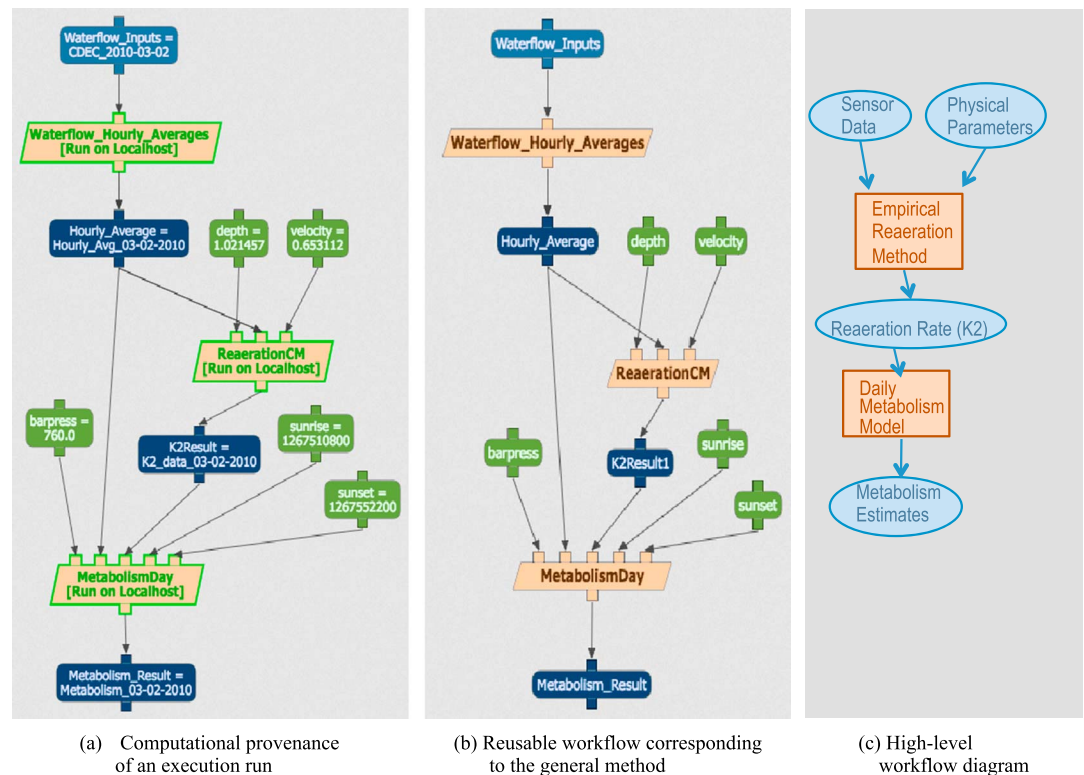 Waterflow_Inputs =
CDEC_2010-03-02
Waterflow_Hourly_Averages
[Run on Localhost]
Hourly_Average =
Hourly_Avg_03-02-2010
depth =
1.021457
velocity =
0.653112
ReaerationCM
[Run on Localhost]
barpress =
760.0
K2Result =
K2_data_03-02-2010
sunrise =
1267510800
sunset =
1267552200
MetabolismDay
[Run on Localhost]
Metabolism_Result =
Metabolism_03-02-2010
(a) Computational provenance
of an execution run
Waterflow_Inputs
Waterflow_Hourly_Averages
Hourly_Average
depth
velocity
ReaerationCM
barpress
K2Result1
sunrise
sunset
MetabolismDay
Metabolism_Result
(b) Reusable workflow corresponding
to the general method
Sensor
Data
Physical
Parameters
Empirical
Reaeration
Method
Reaeration Rate (K2)
Daily
Metabolism
Model
Metabolism
Estimates
(c) High-level
workflow diagram